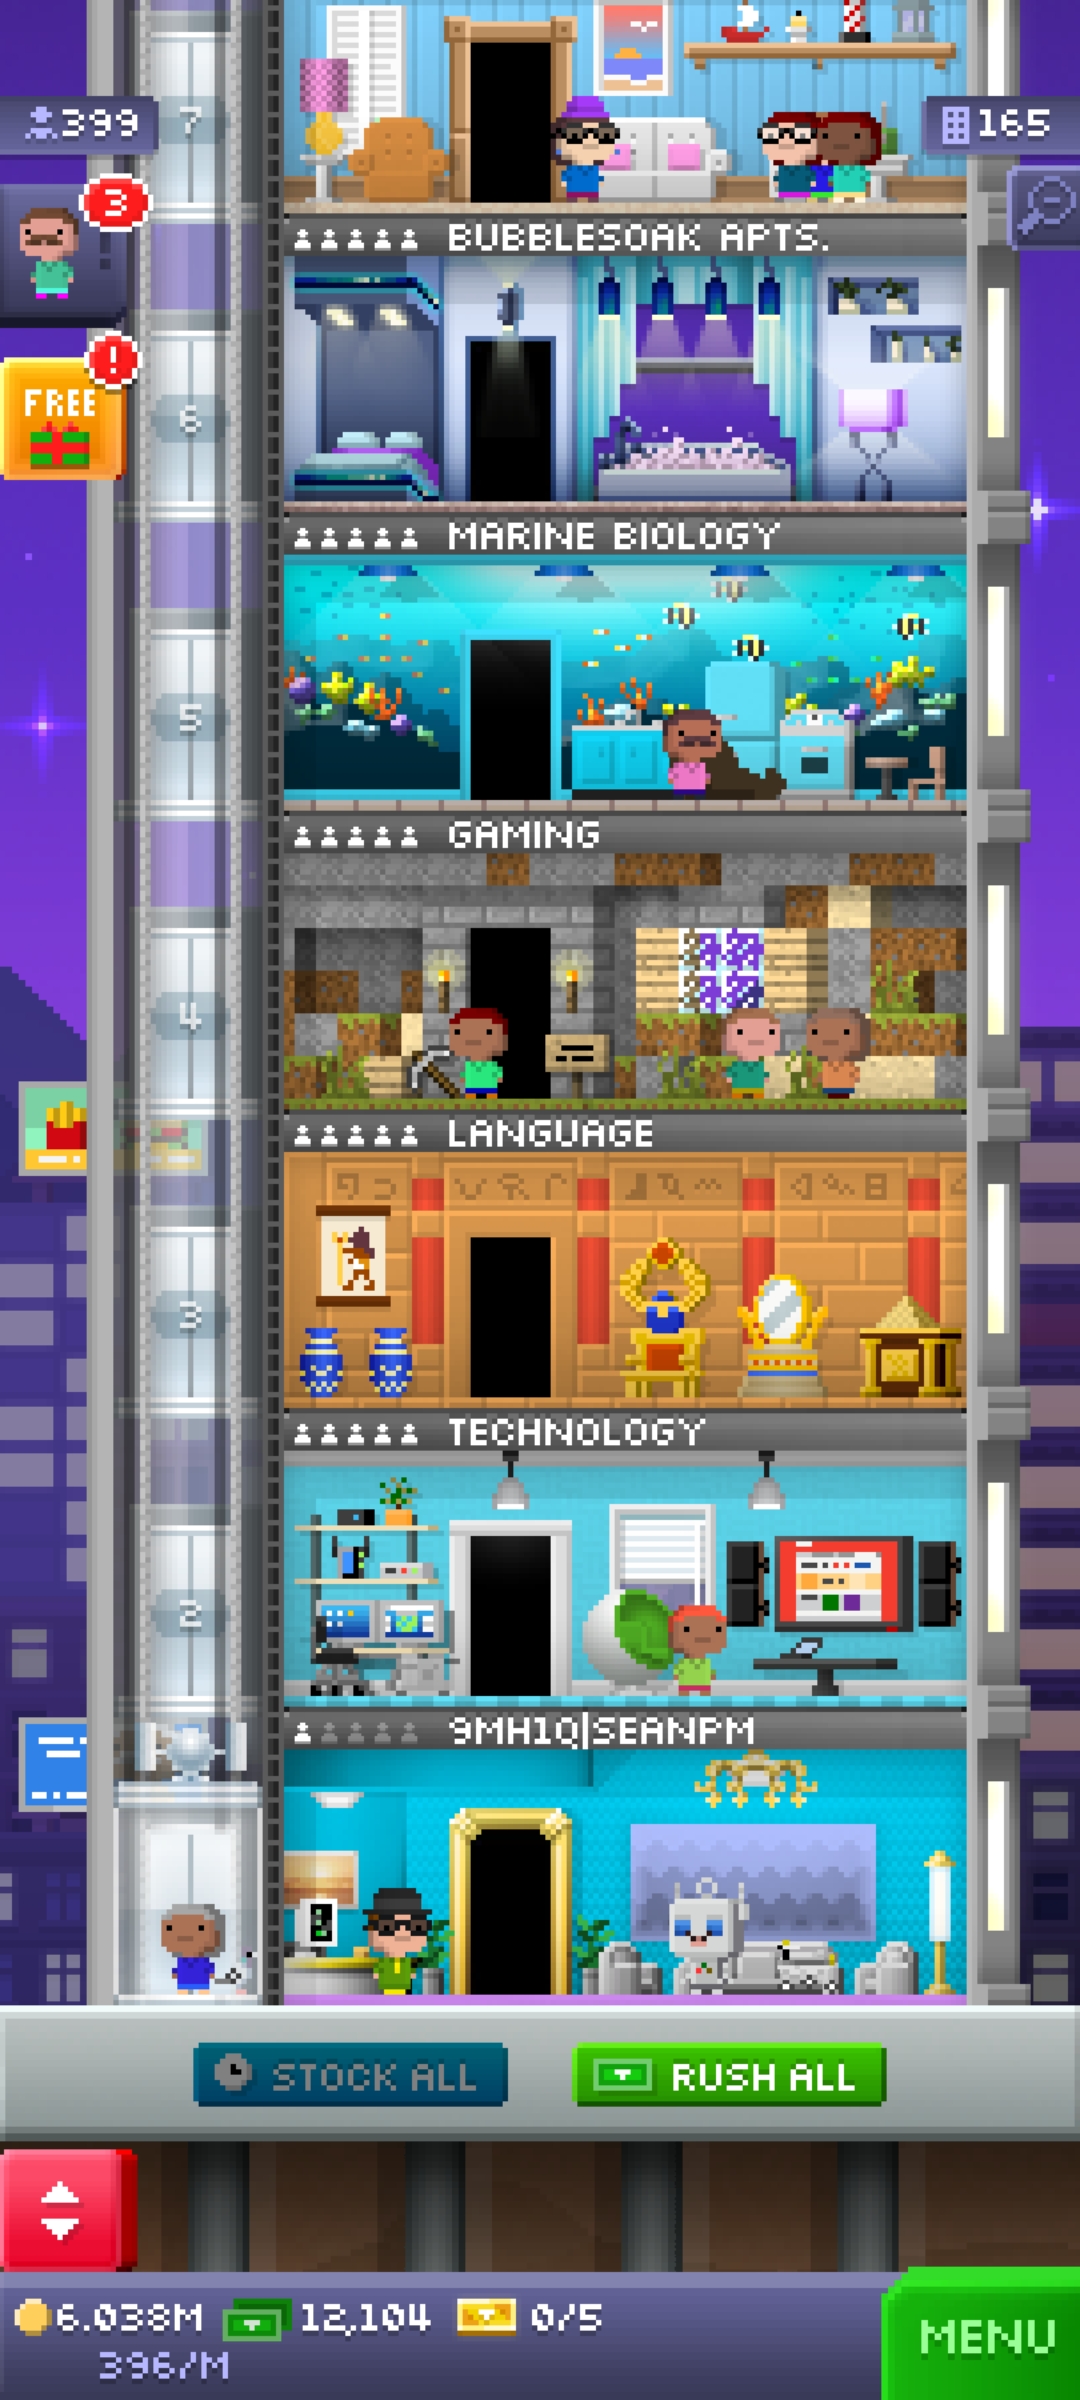 7
399
165
3
BUBBLESOAK APTS.
!
FREE
6
MARINE BIOLOGY
5
GAMING
4
LANGUAGE
3
TECHNOLOGY
2
9MH1Q|SEANPM
STOCK ALL
RUSH ALL
6.038M
12,104
0/5
396/M
MENU